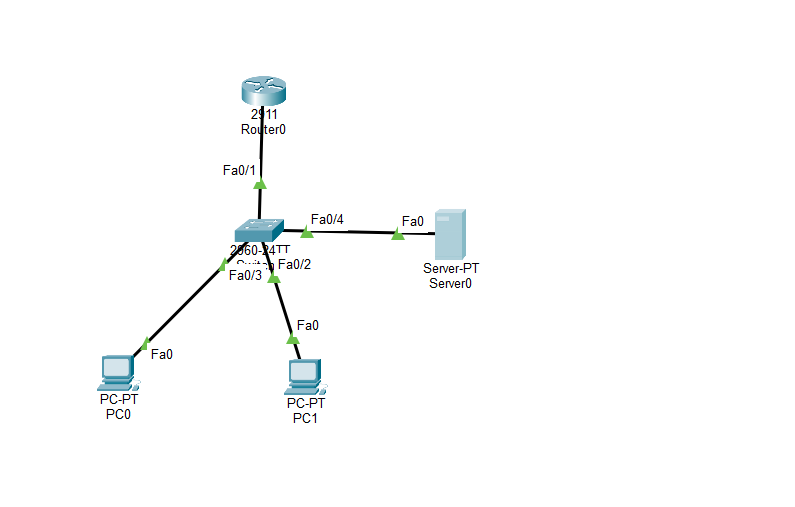 2911
Router0
Fa0/1
Fa0/4
Fa0
2960-24TT
Fa0/2
Fa0/3
Server-PT
Server0
Fa0
Fa0
PC-PT
PC0
PC-PT
PC1